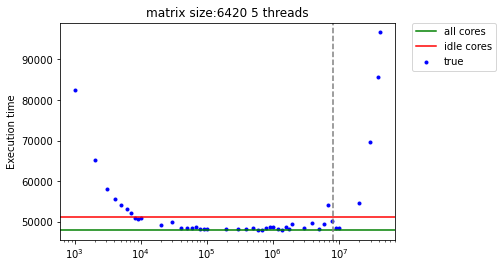 matrix size:6420 5 threads
all cores
idle cores
true
Execution time
90000
80000
70000
60000
50000
10³
10⁴
10⁵
10⁶
10⁷